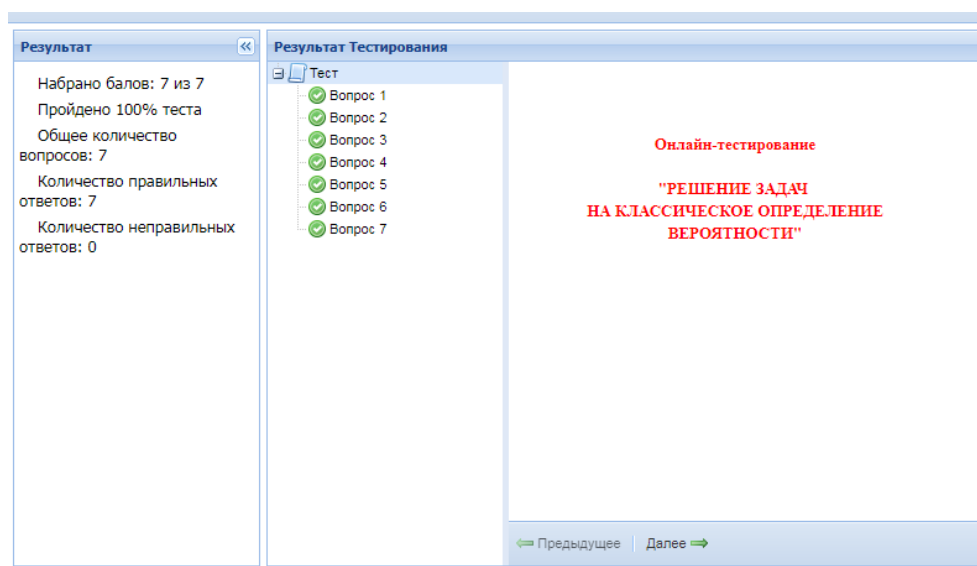 Результат
Набрано балов: 7 из 7
Пройдено 100% теста
Общее количество
вопросов: 7
Количество правильных
ответов: 7
Количество неправильных
ответов: 0
Результат Тестирования
Тест
Вопрос 1
Вопрос 2
Вопрос 3
Вопрос 4
Вопрос 5
Вопрос 6
Вопрос 7
Онлайн-тестирование
"РЕШЕНИЕ ЗАДАЧ
НА КЛАССИЧЕСКОЕ ОПРЕДЕЛЕНИЕ
ВЕРОЯТНОСТИ"
Предыдущее Далее